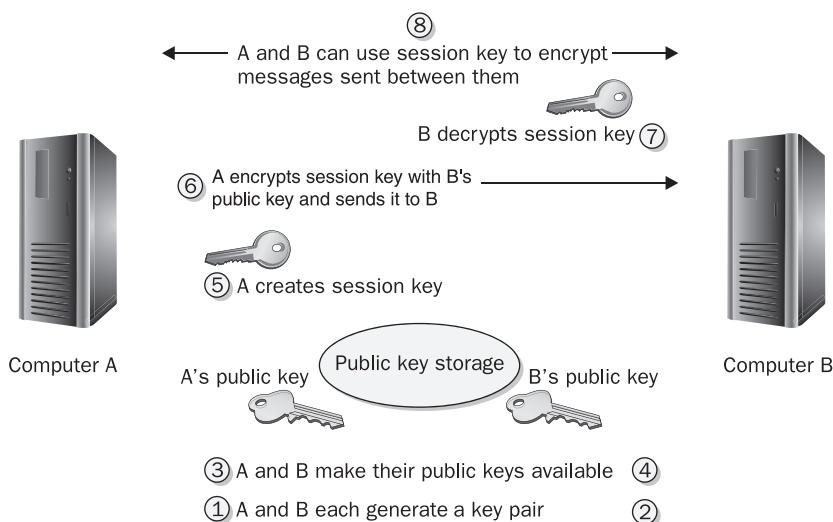 ⑧
A and B can use session key to encrypt
messages sent between them
B decrypts session key ⑦
⑥ A encrypts session key with B's
public key and sends it to B
⑤ A creates session key
Computer A
Public key storage
Computer B
A's public key
B's public key
③ A and B make their public keys available ④
① A and B each generate a key pair ②